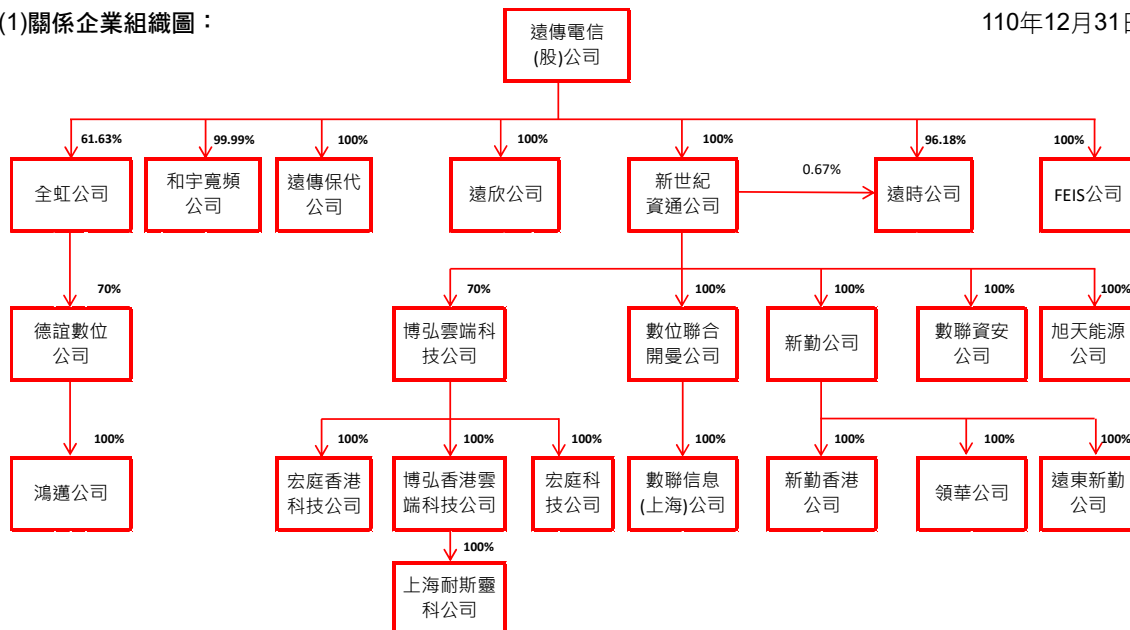 (1)關係企業組織圖：
110年12月31日
遠傳電信
(股)公司
61.63%
99.99%
100%
100%
100%
96.18%
100%
全虹公司
和宇寬頻
公司
遠傳保代
公司
遠欣公司
新世紀
資通公司
0.67%
遠時公司
FEIS公司
70%
70%
100%
100%
100%
100%
德誼數位
公司
博弘雲端科
技公司
數位聯合
開曼公司
新勤公司
數聯資安
公司
旭天能源
公司
100%
100%
100%
100%
100%
100%
100%
100%
鴻邁公司
宏庭香港
科技公司
博弘香港雲
端科技公司
宏庭科
技公司
數聯信息
(上海)公司
新勤香港
公司
領華公司
遠東新勤
公司
100%
上海耐斯靈
科公司